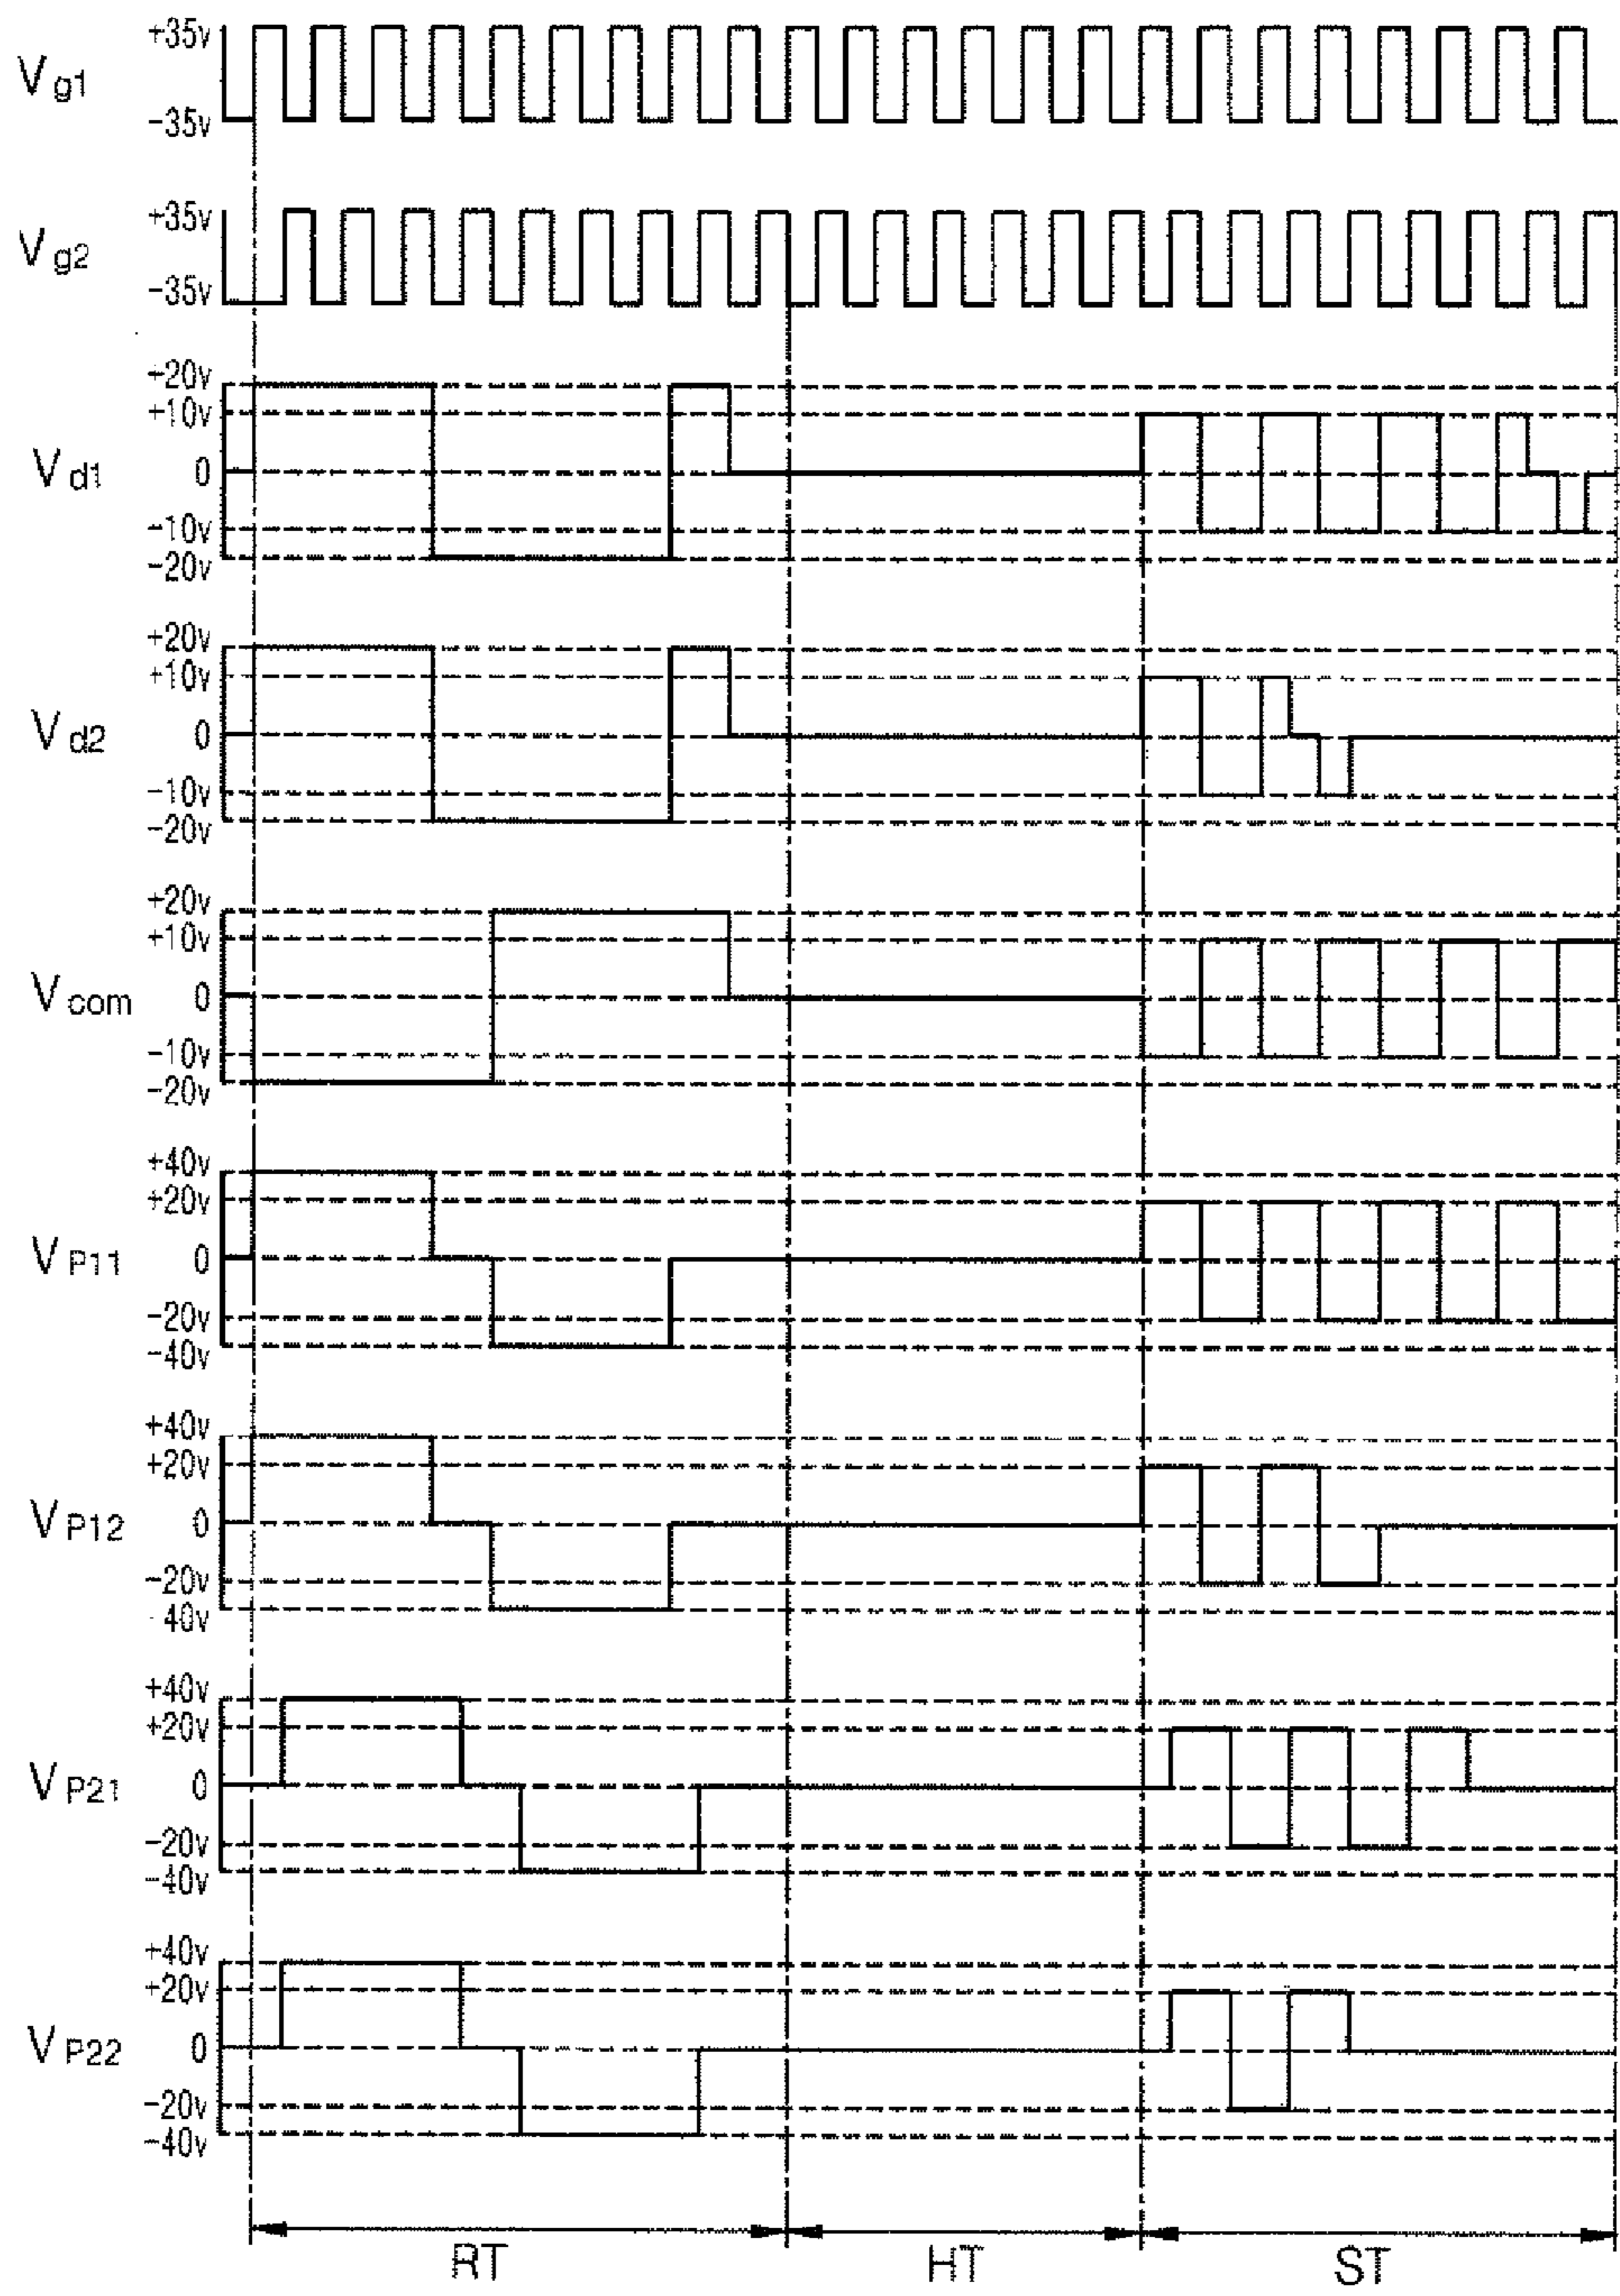 +35v
Vg1
-35v
+35v
Vg2
-35v
+20v
+10v
Vd1 0
-10v
-20v
+20v
+10v
Vd2 0
-10v
-20v
+20v
+10v
Vcom 0
-10v
-20v
+40v
+20v
VP11 0
-20v
-40v
+40v
+20v
VP12 0
-20v
-40v
+40v
+20v
VP21 0
-20v
-40v
+40v
+20v
VP22 0
-20v
-40v
RT HT ST